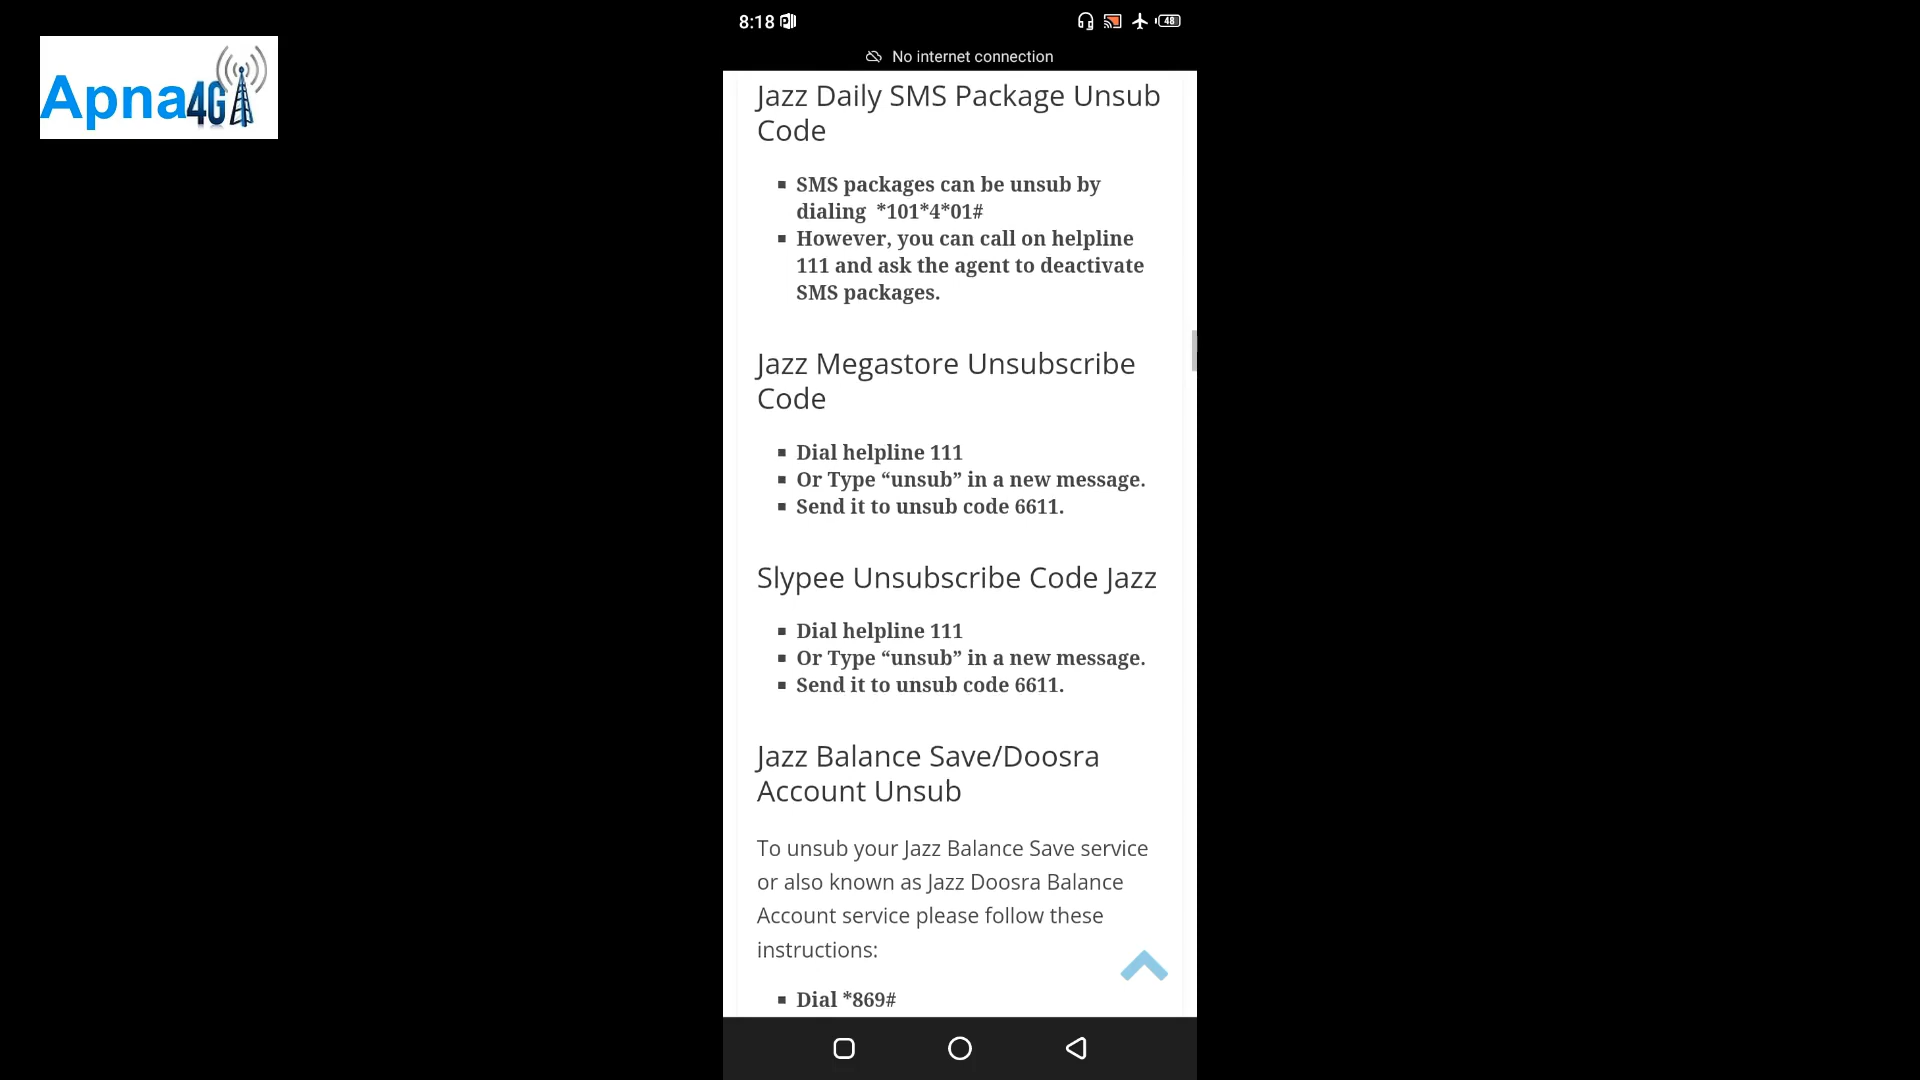 Apna4G
8:18
48
No internet connection
Jazz Daily SMS Package Unsub
Code
▪ SMS packages can be unsub by
dialing  *101*4*01#
▪ However, you can call on helpline
111 and ask the agent to deactivate
SMS packages.
Jazz Megastore Unsubscribe
Code
▪ Dial helpline 111
▪ Or Type “unsub” in a new message.
▪ Send it to unsub code 6611.
Slypee Unsubscribe Code Jazz
▪ Dial helpline 111
▪ Or Type “unsub” in a new message.
▪ Send it to unsub code 6611.
Jazz Balance Save/Doosra
Account Unsub
To unsub your Jazz Balance Save service
or also known as Jazz Doosra Balance
Account service please follow these
instructions:
▪ Dial *869#